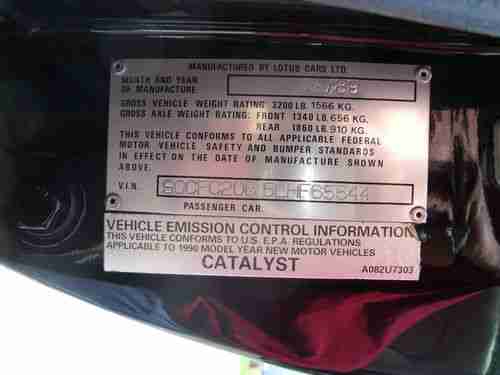 MANUFACTURED BY LOTUS CARS LTD.
MONTH AND YEAR
OF MANUFACTURE
GROSS VEHICLE WEIGHT RATING: 3200 LB. 1566 KG.
GROSS AXLE WEIGHT RATING: FRONT 1340 LB. 656 KG.
REAR 1860 LB. 910 KG.
THIS VEHICLE CONFORMS TO ALL APPLICABLE FEDERAL
MOTOR VEHICLE SAFETY AND BUMPER STANDARDS
IN EFFECT ON THE DATE OF MANUFACTURE SHOWN
ABOVE.
V.I.N.
PASSENGER CAR.
VEHICLE EMISSION CONTROL INFORMATION
THIS VEHICLE CONFORMS TO U.S. E.P.A. REGULATIONS
APPLICABLE TO 1990 MODEL YEAR NEW MOTOR VEHICLES
CATALYST
A082U7303